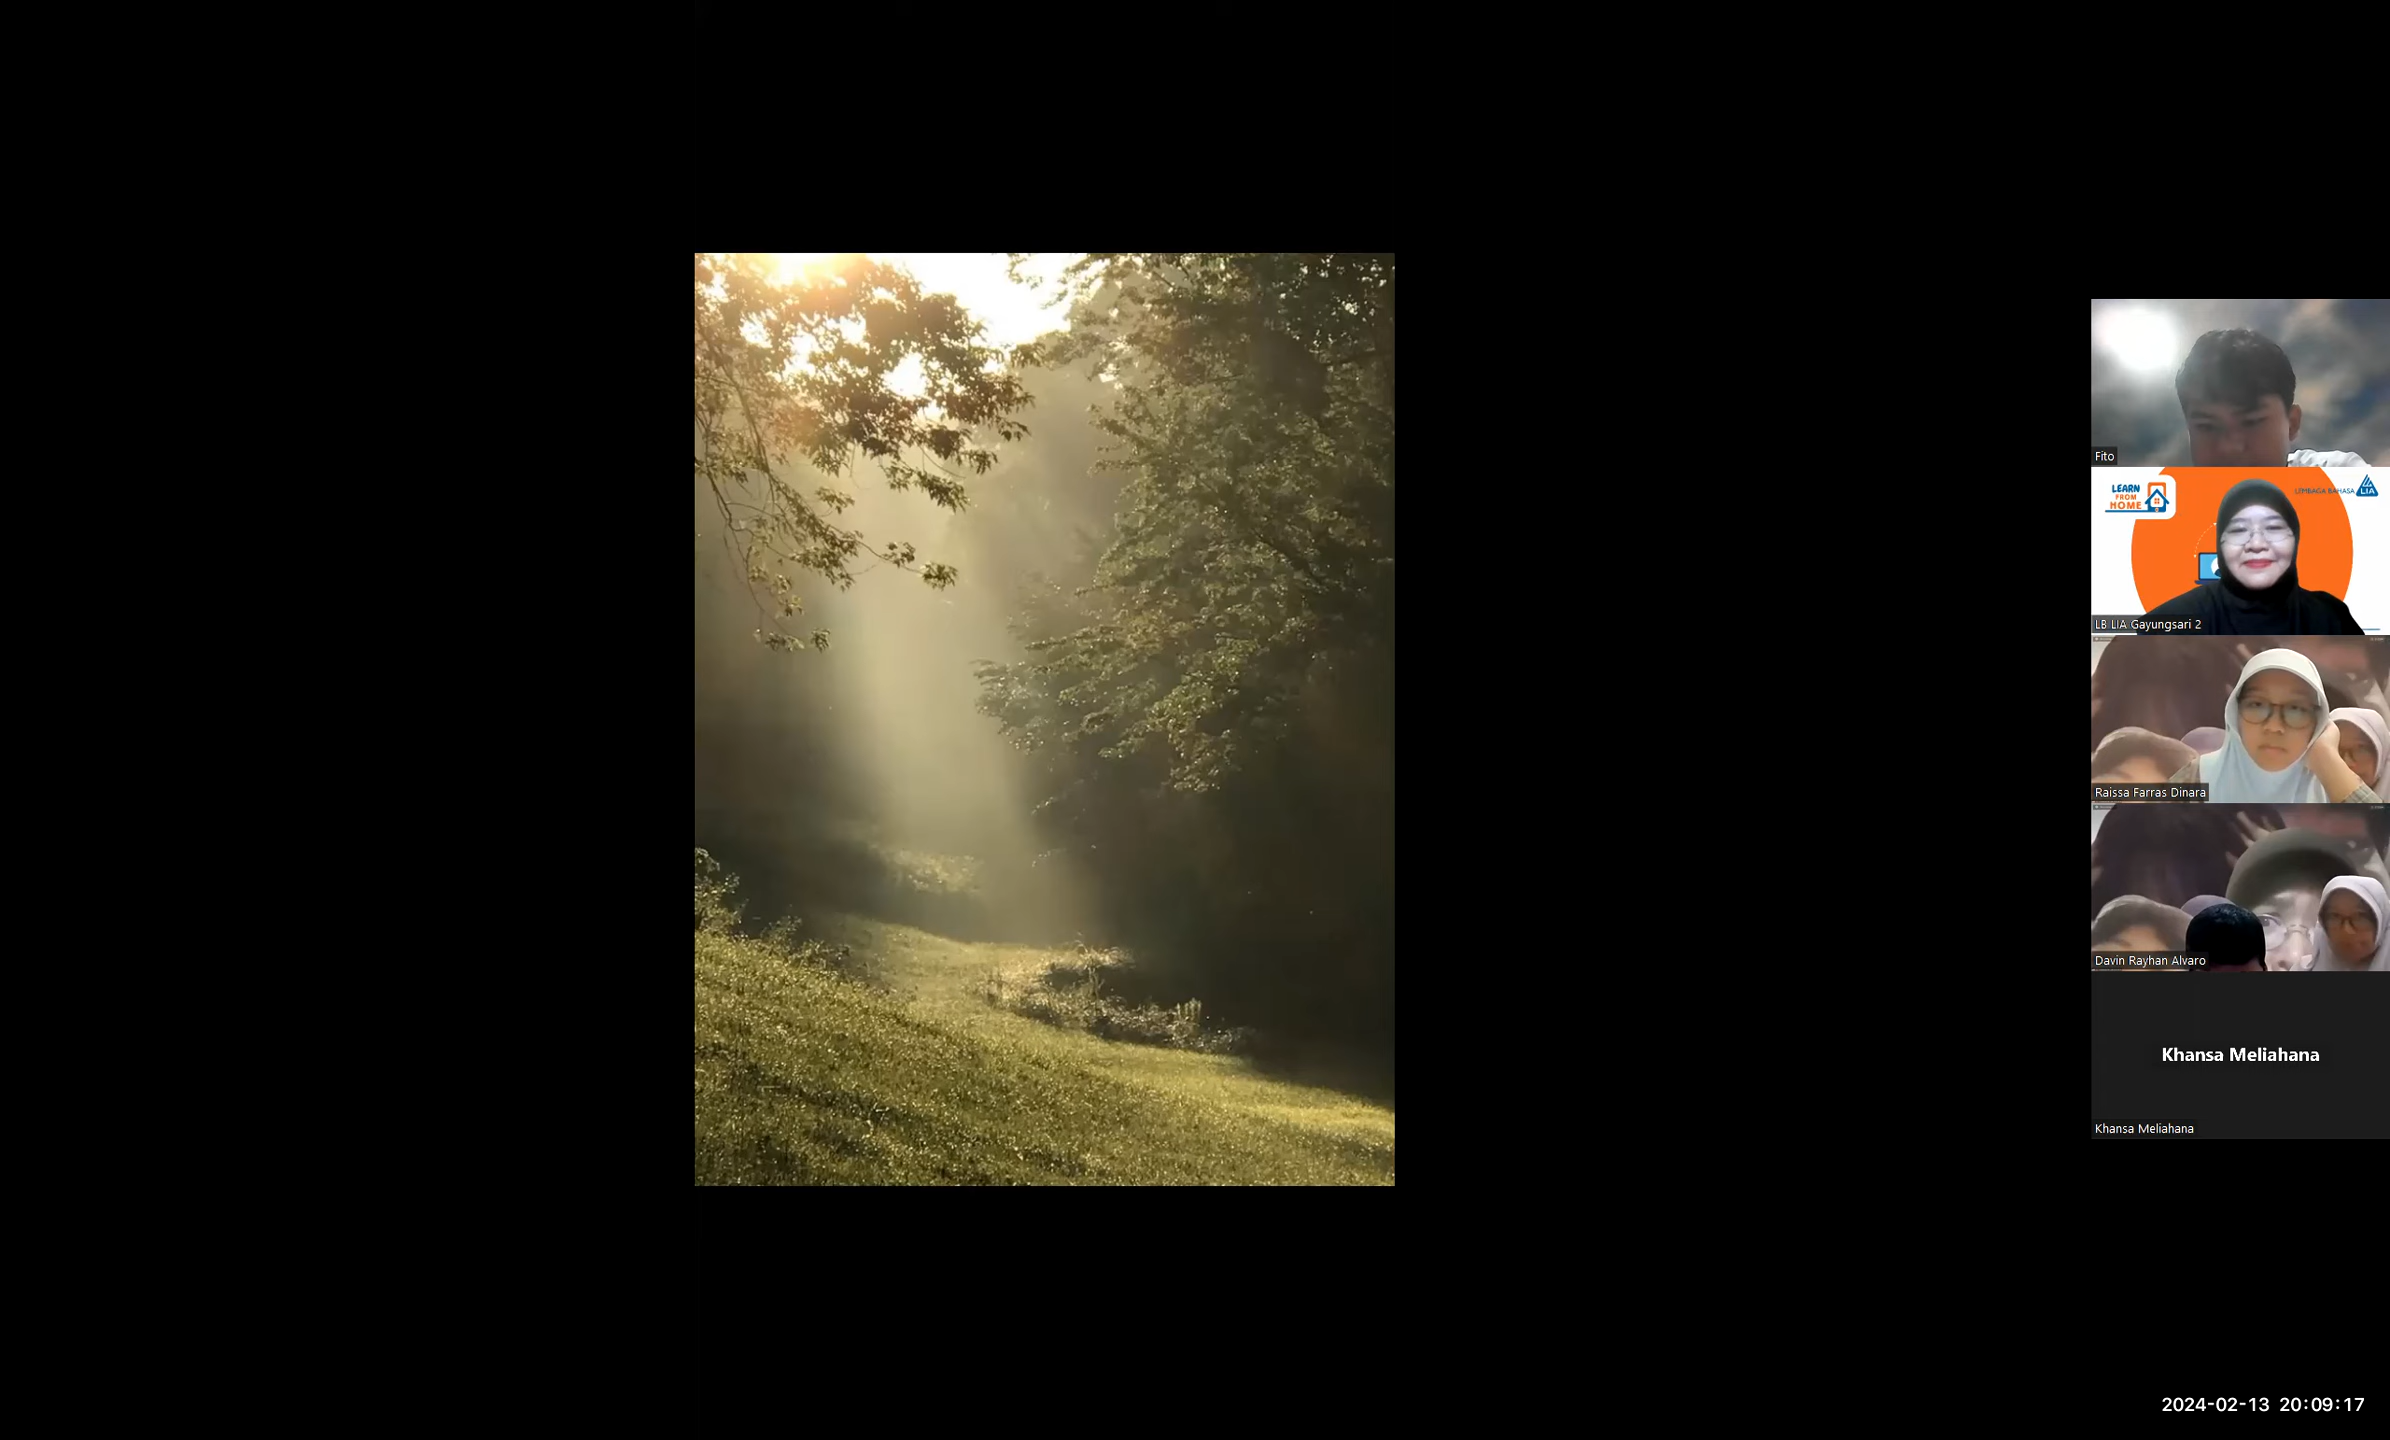 Fito
LEARN
FROM
HOME
LEMBAGA BAHASA LIA
LB LIA Gayungsari 2
Raissa Farras Dinara
Davin Rayhan Alvaro
Khansa Meliahana
Khansa Meliahana
2024-02-13 20:09:17